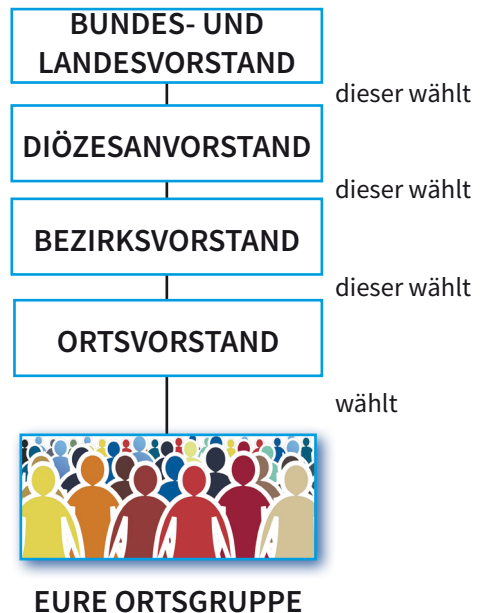 BUNDES- UND
LANDESVORSTAND
dieser wählt
DIÖZESANVORSTAND
dieser wählt
BEZIRKSVORSTAND
dieser wählt
ORTSVORSTAND
wählt
EURE ORTSGRUPPE